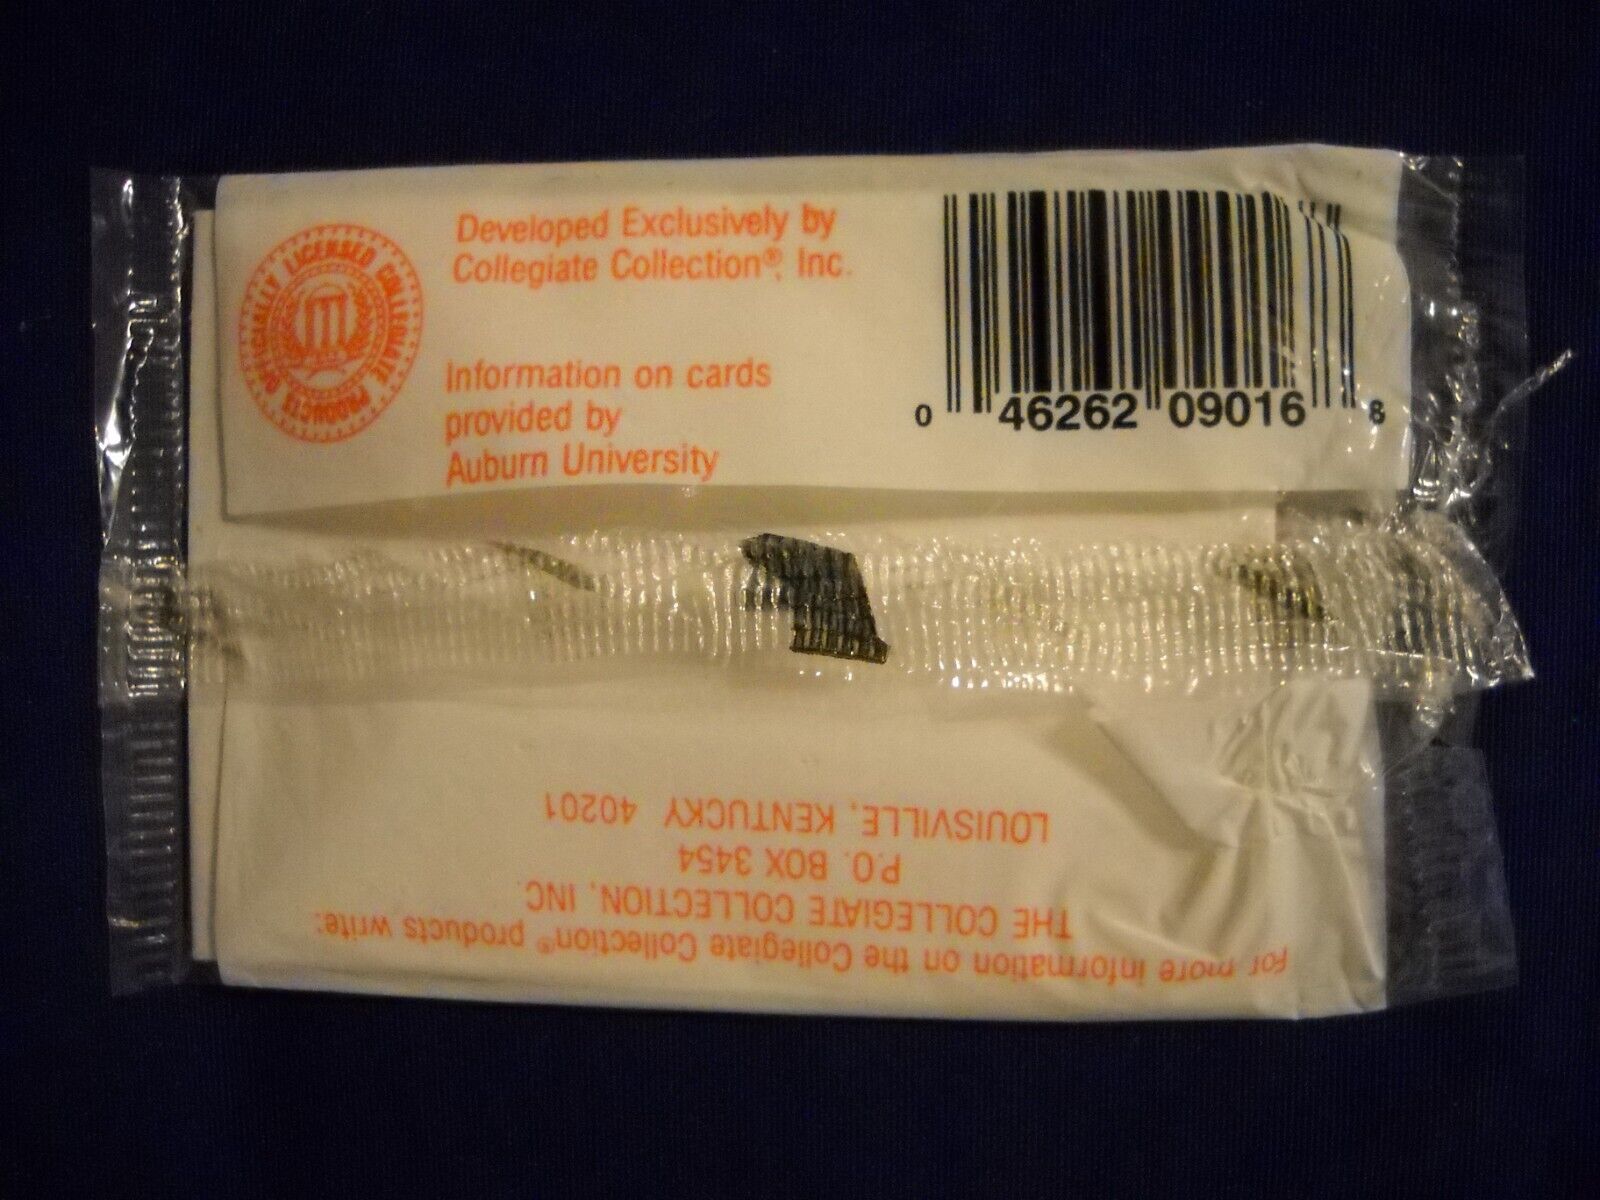 OFFICIALLY LICENSED COLLEGIATE PRODUCTS
Developed Exclusively by
Collegiate Collection®, Inc.
Information on cards
provided by
Auburn University
0 46262 09016 8
For more information on the Collegiate Collection® products write:
THE COLLEGIATE COLLECTION, INC.
P.O. BOX 3454
LOUISVILLE, KENTUCKY 40201